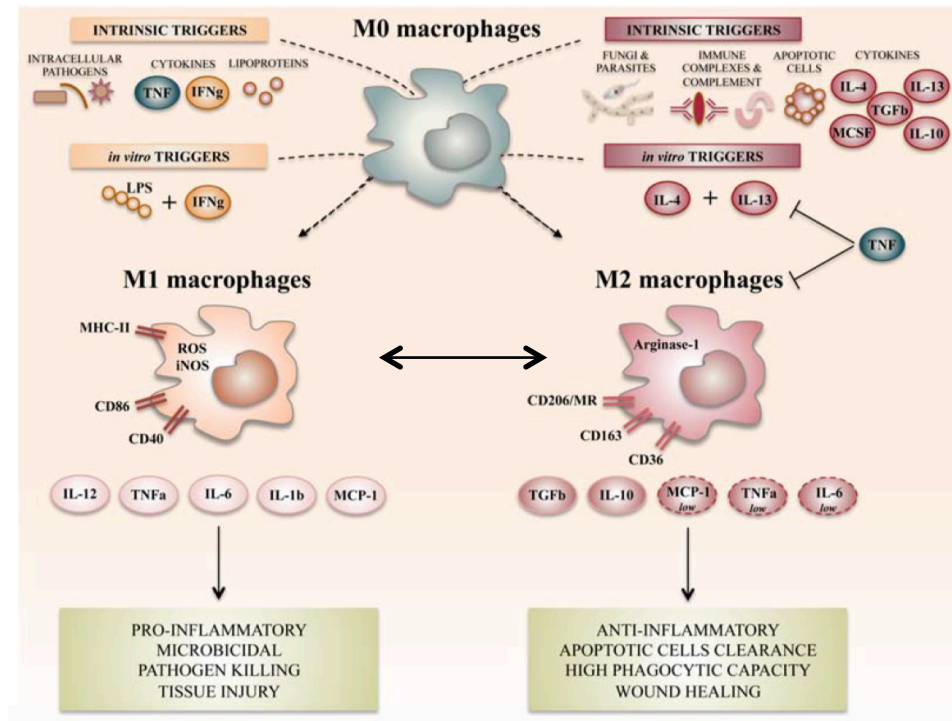 M0 macrophages
INTRINSIC TRIGGERS
INTRACELLULAR
PATHOGENS
CYTOKINES
LIPOPROTEINS
TNF
IFNg
in vitro TRIGGERS
LPS
+
IFNg
INTRINSIC TRIGGERS
FUNGI &
PARASITES
IMMUNE
COMPLEXES &
COMPLEMENT
APOPTOTIC
CELLS
CYTOKINES
IL-4
IL-13
TGFb
MCSF
IL-10
in vitro TRIGGERS
IL-4
+
IL-13
TNF
M1 macrophages
MHC-II
ROS
iNOS
CD86
CD40
IL-12
TNFa
IL-6
IL-1b
MCP-1
PRO-INFLAMMATORY
MICROBICIDAL
PATHOGEN KILLING
TISSUE INJURY
M2 macrophages
Arginase-1
CD206/MR
CD163
CD36
TGFb
IL-10
MCP-1
low
TNFa
low
IL-6
low
ANTI-INFLAMMATORY
APOPTOTIC CELLS CLEARANCE
HIGH PHAGOCYTIC CAPACITY
WOUND HEALING